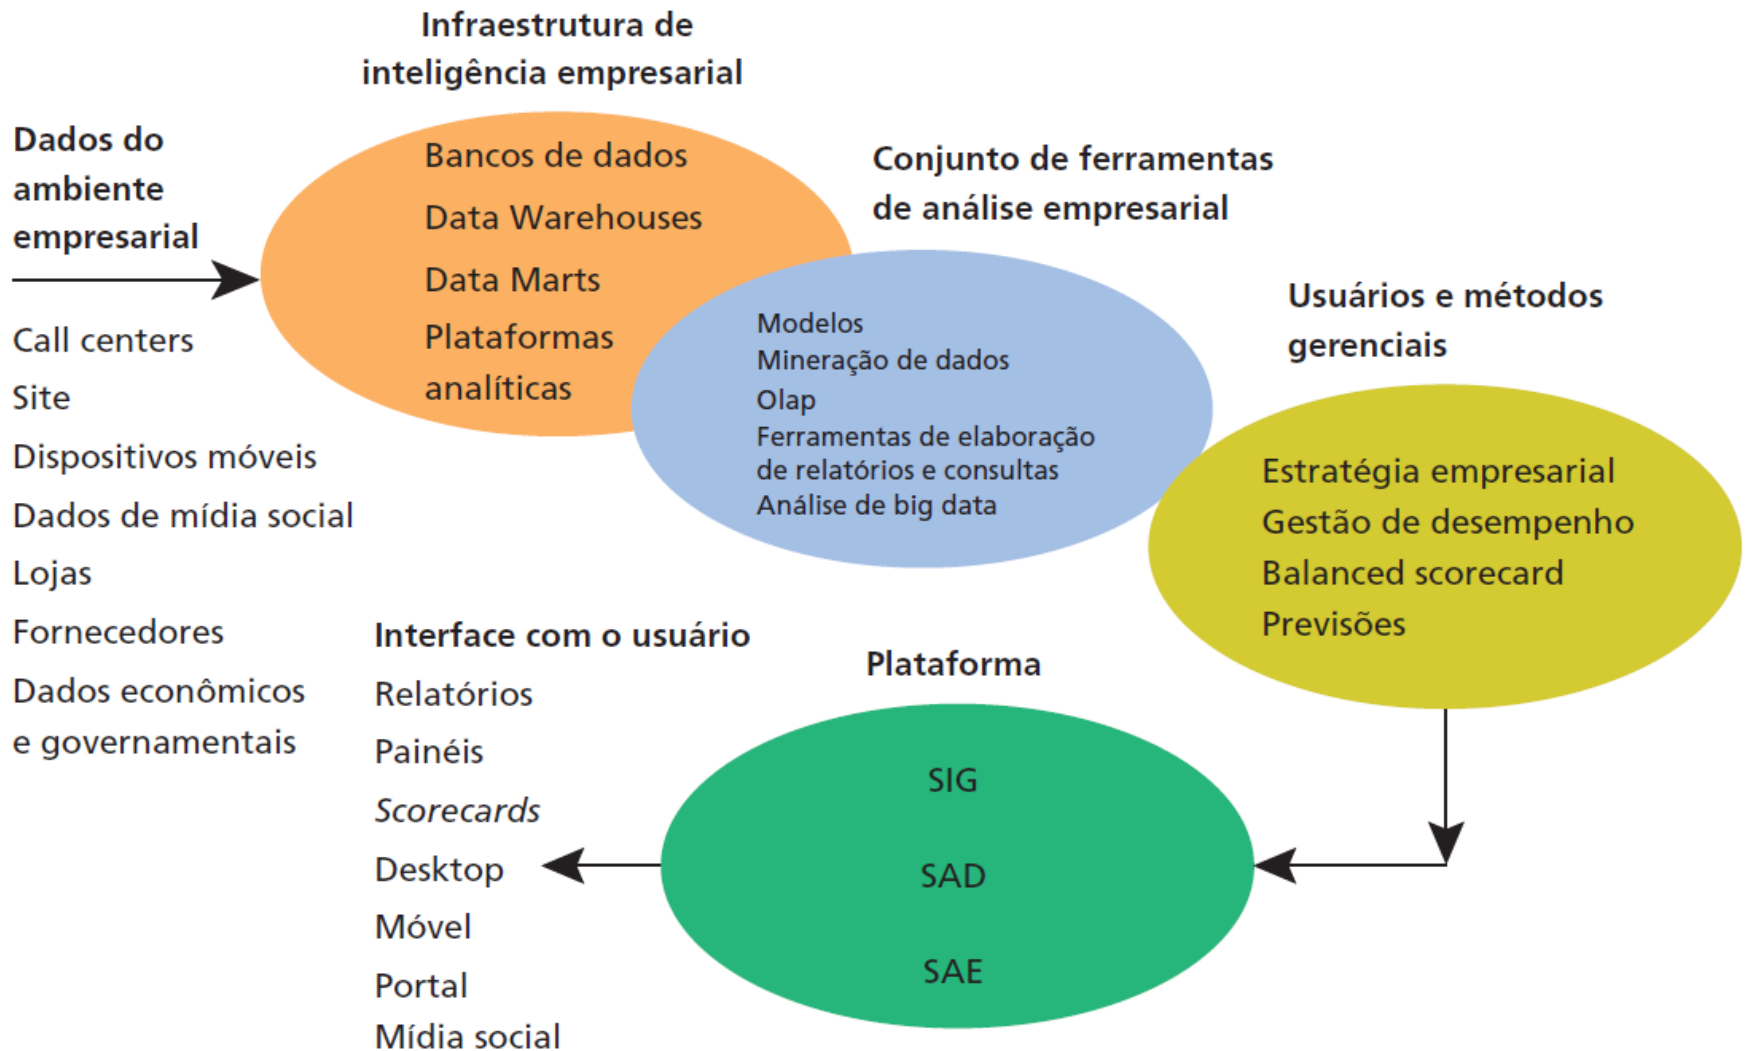 Infraestrutura de
inteligência empresarial
Dados do
ambiente
empresarial
Call centers
Site
Dispositivos móveis
Dados de mídia social
Lojas
Fornecedores
Dados econômicos
e governamentais
Bancos de dados
Data Warehouses
Data Marts
Plataformas
analíticas
Conjunto de ferramentas
de análise empresarial
Modelos
Mineração de dados
Olap
Ferramentas de elaboração
de relatórios e consultas
Análise de big data
Usuários e métodos
gerenciais
Estratégia empresarial
Gestão de desempenho
Balanced scorecard
Previsões
Plataforma
SIG
SAD
SAE
Interface com o usuário
Relatórios
Painéis
Scorecards
Desktop
Móvel
Portal
Mídia social